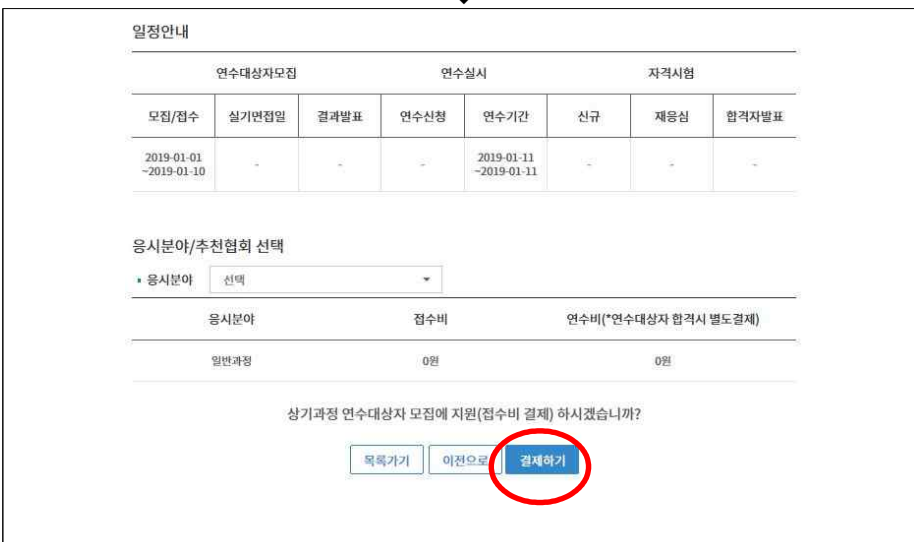 일정안내
연수대상자모집 연수실시 자격시험
모집/접수 실기면접일 결과발표 연수신청 연수기간 신규 재응심 합격자발표
2019-01-01 ~2019-01-10 - - - 2019-01-11 ~2019-01-11 - - -
응시분야/추천협회 선택
응시분야 선택
응시분야 접수비 연수비(*연수대상자 합격시 별도결제)
일반과정 0원 0원
상기과정 연수대상자 모집에 지원(접수비 결제) 하시겠습니까?
목록가기 이전으로 결제하기